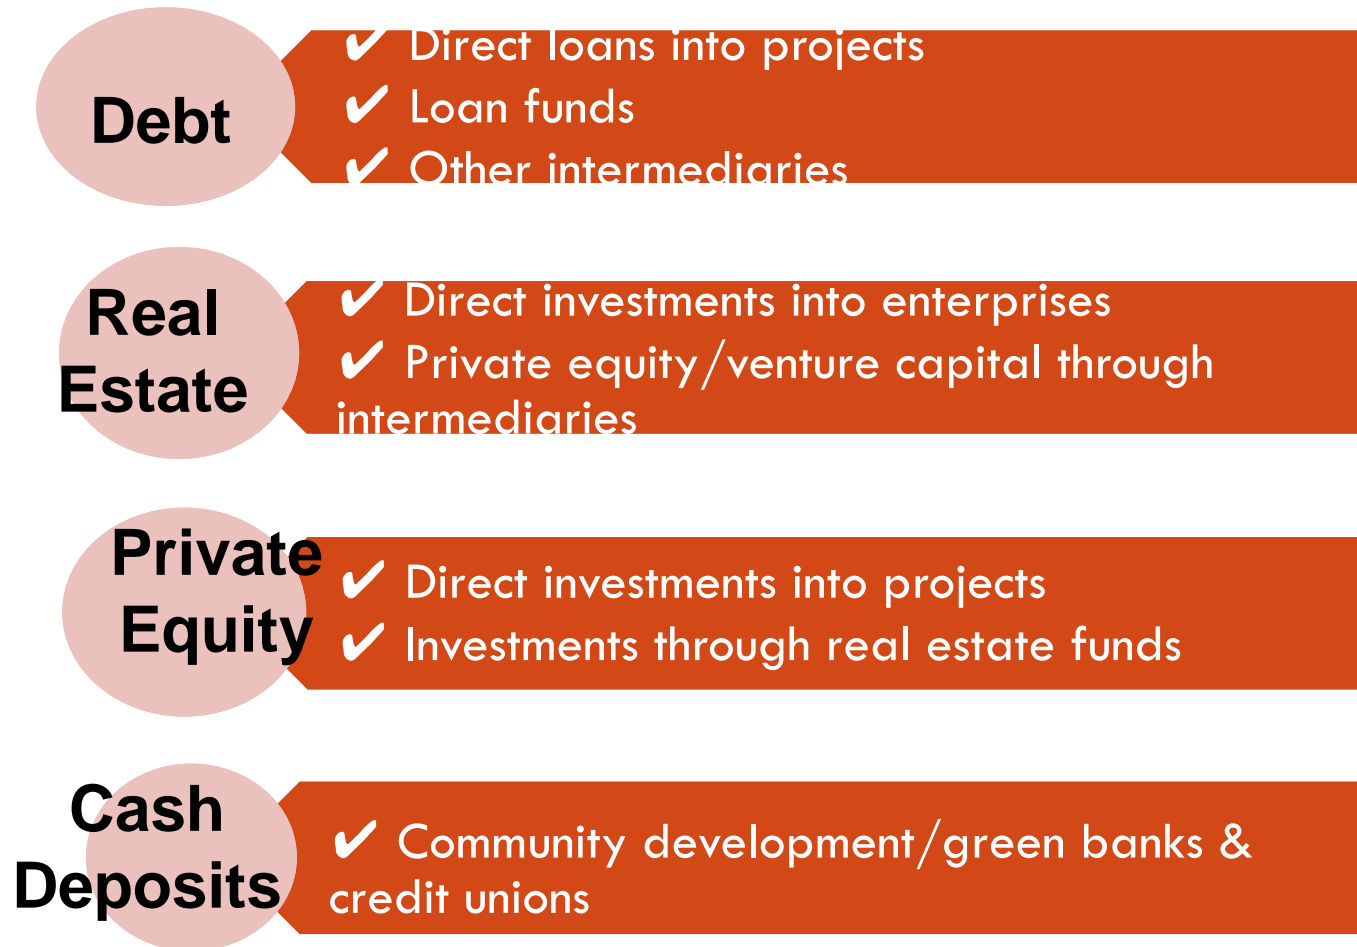 Debt
✔ Direct loans into projects
✔ Loan funds
✔ Other intermediaries
Real
Estate
✔ Direct investments into enterprises
✔ Private equity/venture capital through
intermediaries
Private
Equity
✔ Direct investments into projects
✔ Investments through real estate funds
Cash
Deposits
✔ Community development/green banks &
credit unions